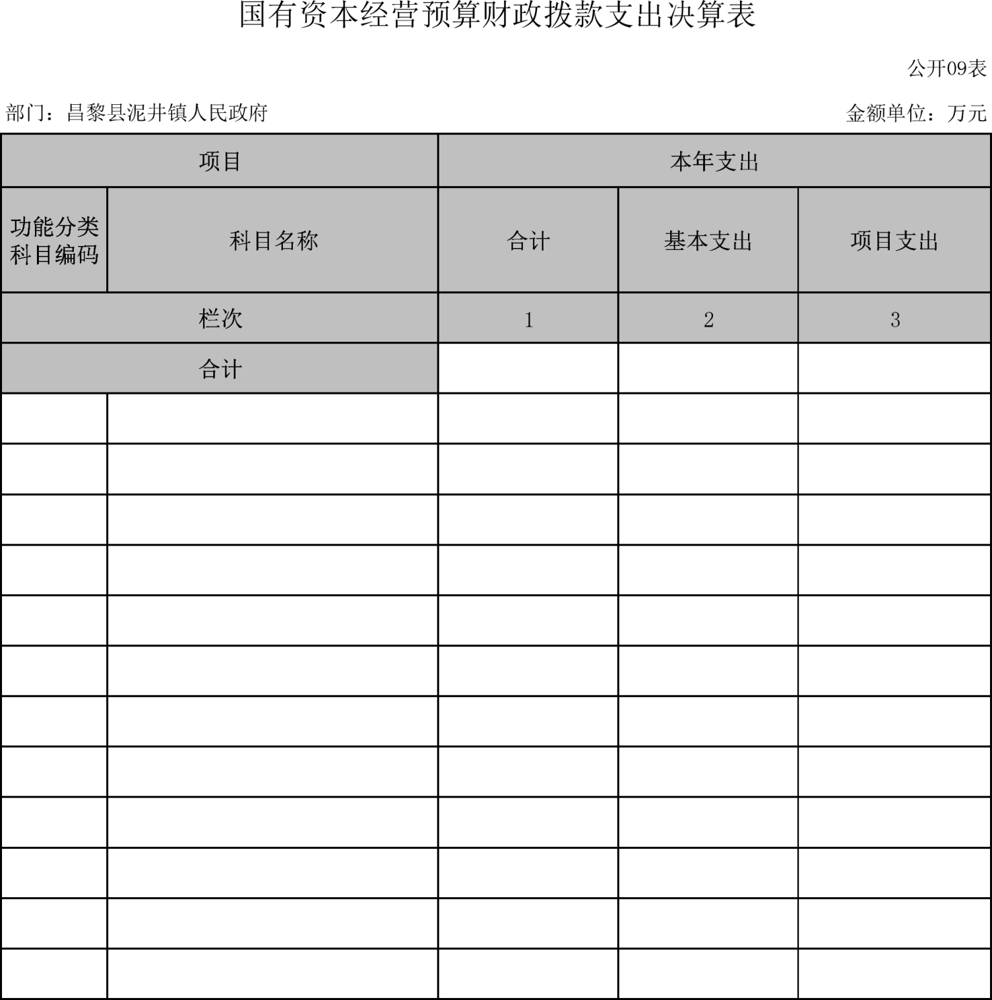 国有资本经营预算财政拨款支出决算表
公开09表
部门：昌黎县泥井镇人民政府 金额单位：万元
项目 本年支出
功能分类
科目编码 科目名称 合计 基本支出 项目支出
栏次 1 2 3
合计